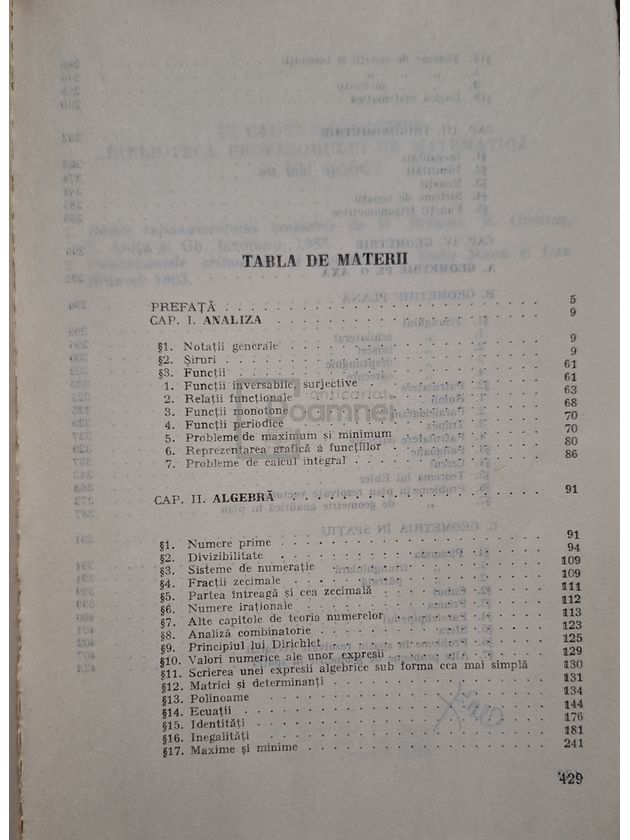 TABLA DE MATERII
PREFAȚĂ 5
CAP. I. ANALIZA 9
§1. Notații generale 9
§2. Șiruri 9
§3. Funcții 61
1. Funcții inversabile, surjective 61
2. Relații funcționale 63
3. Funcții monotone 68
4. Funcții periodice 70
5. Probleme de maximum și minimum 70
6. Reprezentarea grafică a funcțiilor 80
7. Probleme de calcul integral 86
CAP. II. ALGEBRĂ 91
§1. Numere prime 91
§2. Divizibilitate 94
§3. Sisteme de numerație 109
§4. Fracții zecimale 109
§5. Partea întreagă și cea zecimală 111
§6. Numere iraționale 112
§7. Alte capitole de teoria numerelor 113
§8. Analiză combinatorie 123
§9. Principiul lui Dirichlet 125
§10. Valori numerice ale unor expresii 129
§11. Scrierea unei expresii algebrice sub forma cea mai simplă 130
§12. Matrici și determinanți 131
§13. Polinoame 134
§14. Ecuații 144
§15. Identități 176
§16. Inegalități 181
§17. Maxime și minime 241
429
anticariat
Doamnei